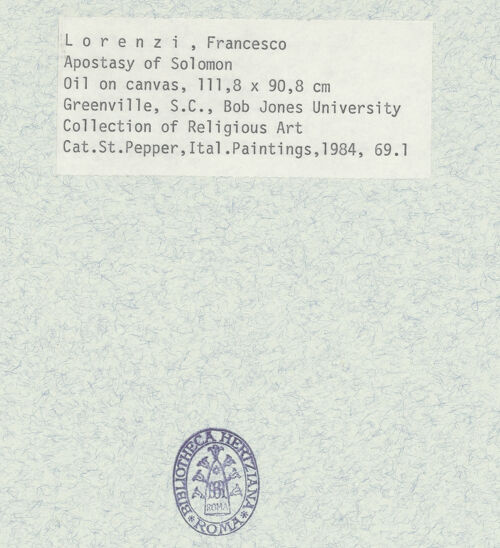 L o r e n z i , Francesco
Apostasy of Solomon
Oil on canvas, 111,8 x 90,8 cm
Greenville, S.C., Bob Jones University
Collection of Religious Art
Cat.St.Pepper,Ital.Paintings,1984, 69.1
BIBLIOTHECA HERTZIANA
* ROMA *